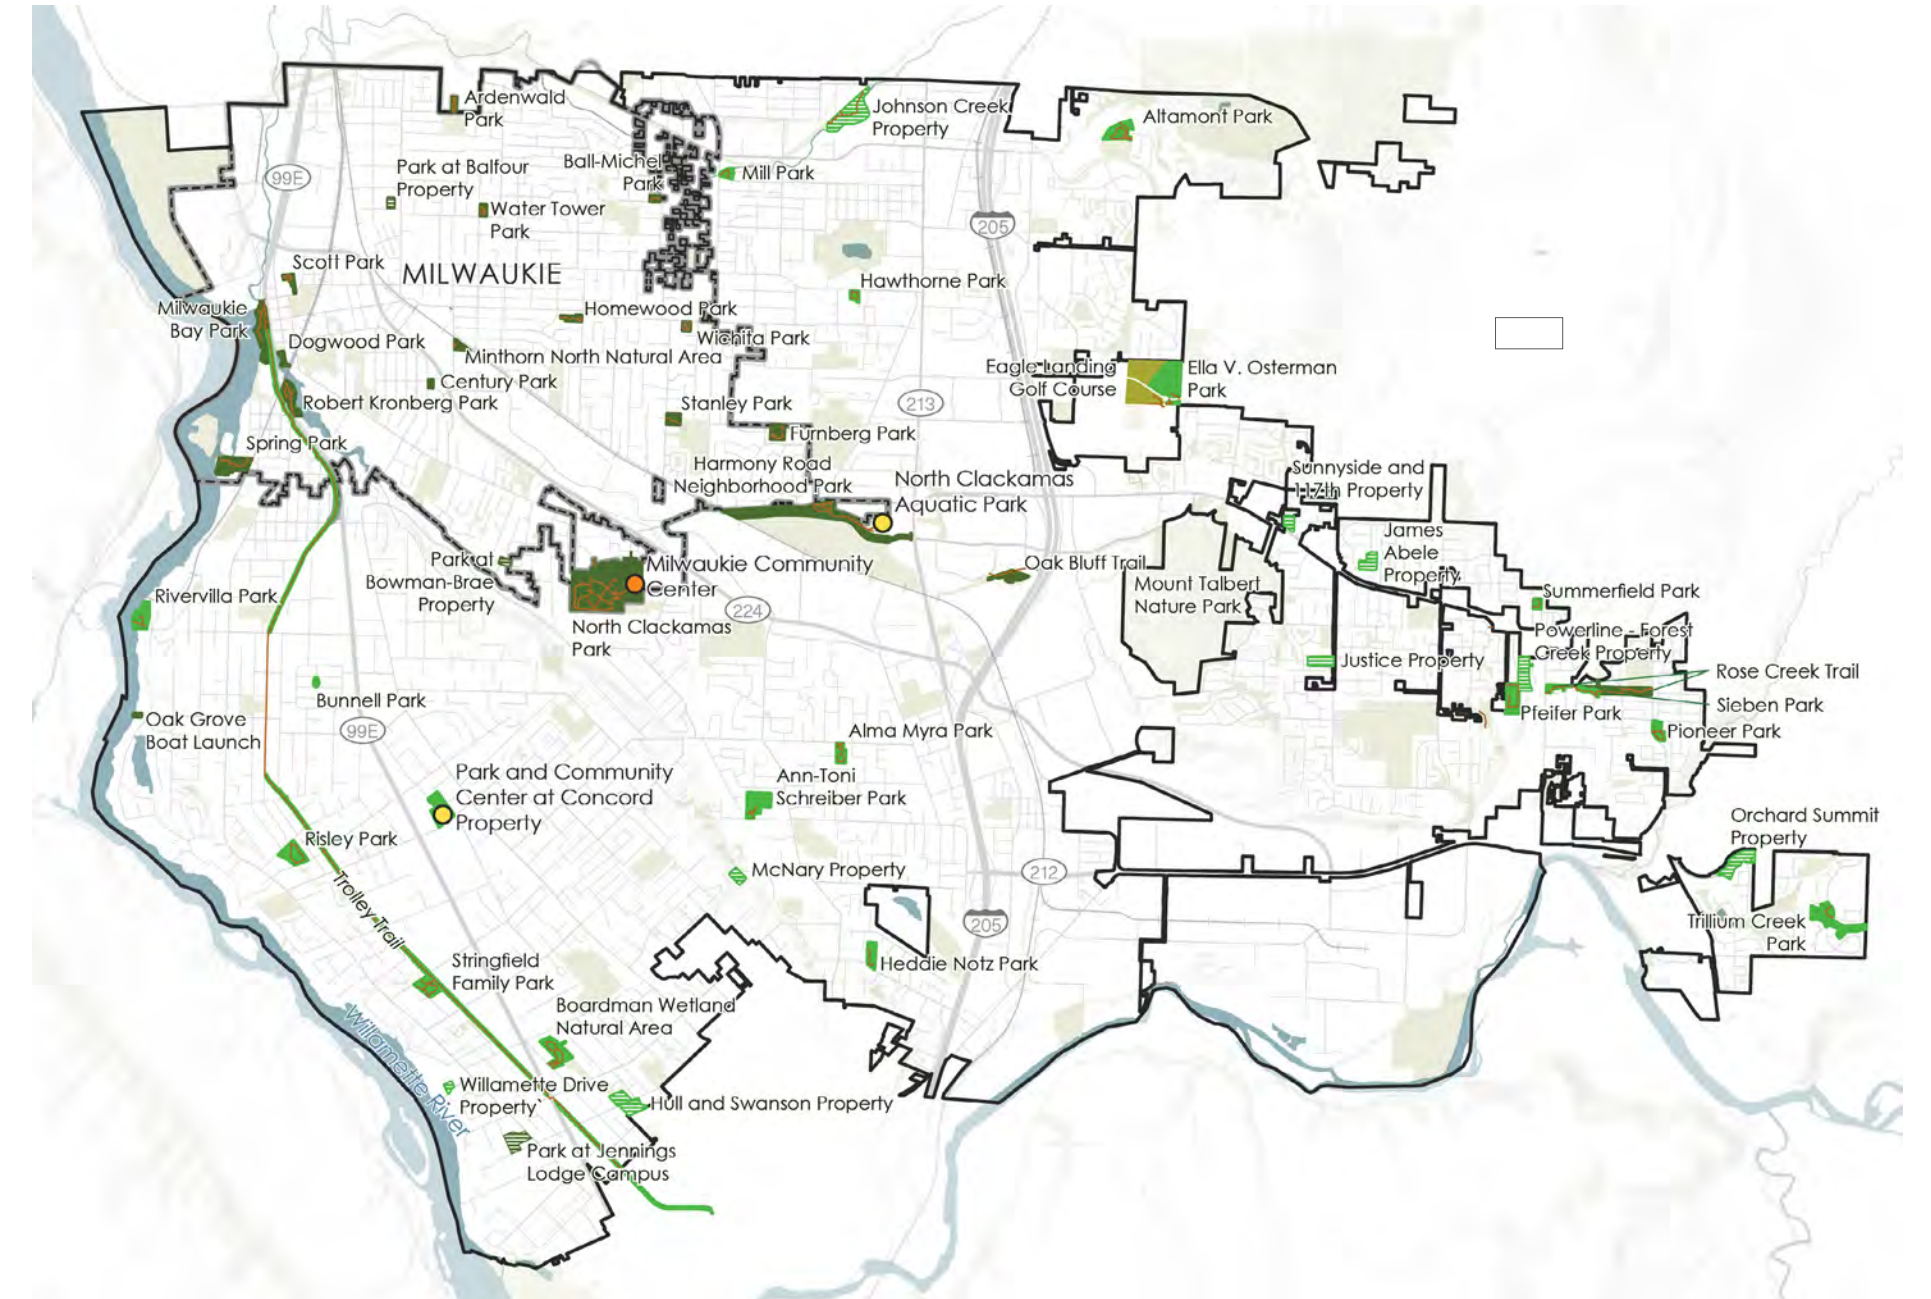 Ardenwald
Park
Johnson Creek
Property
Altamont Park
99E
Park at Balfour
Property
Ball-Michel
Park
Mill Park
Water Tower
Park
205
Scott Park
MILWAUKIE
Hawthorne Park
Milwaukie
Bay Park
Homewood Park
Wichita Park
Dogwood Park
Minthorn North Natural Area
Century Park
Eagle Landing
Golf Course
Ella V. Osterman
Park
Robert Kronberg Park
Stanley Park
213
Furnberg Park
Spring Park
Harmony Road
Neighborhood Park
North Clackamas
Aquatic Park
Sunnyside and
117th Property
James
Abele
Property
Park at
Bowman-Brae
Property
Milwaukie Community
Center
Oak Bluff Trail
Mount Talbert
Nature Park
Rivervilla Park
224
Summerfield Park
North Clackamas
Park
Powerline - Forest
Creek Property
Justice Property
Rose Creek Trail
Bunnell Park
Sieben Park
Pfeifer Park
Oak Grove
Boat Launch
99E
Alma Myra Park
Pioneer Park
Park and Community
Center at Concord
Property
Ann-Toni
Schreiber Park
Orchard Summit
Property
Risley Park
McNary Property
212
Trolley Trail
205
Trillium Creek
Park
Stringfield
Family Park
Heddie Notz Park
Boardman Wetland
Natural Area
Willamette River
Willamette Drive
Property
Hull and Swanson Property
Park at Jennings
Lodge Campus